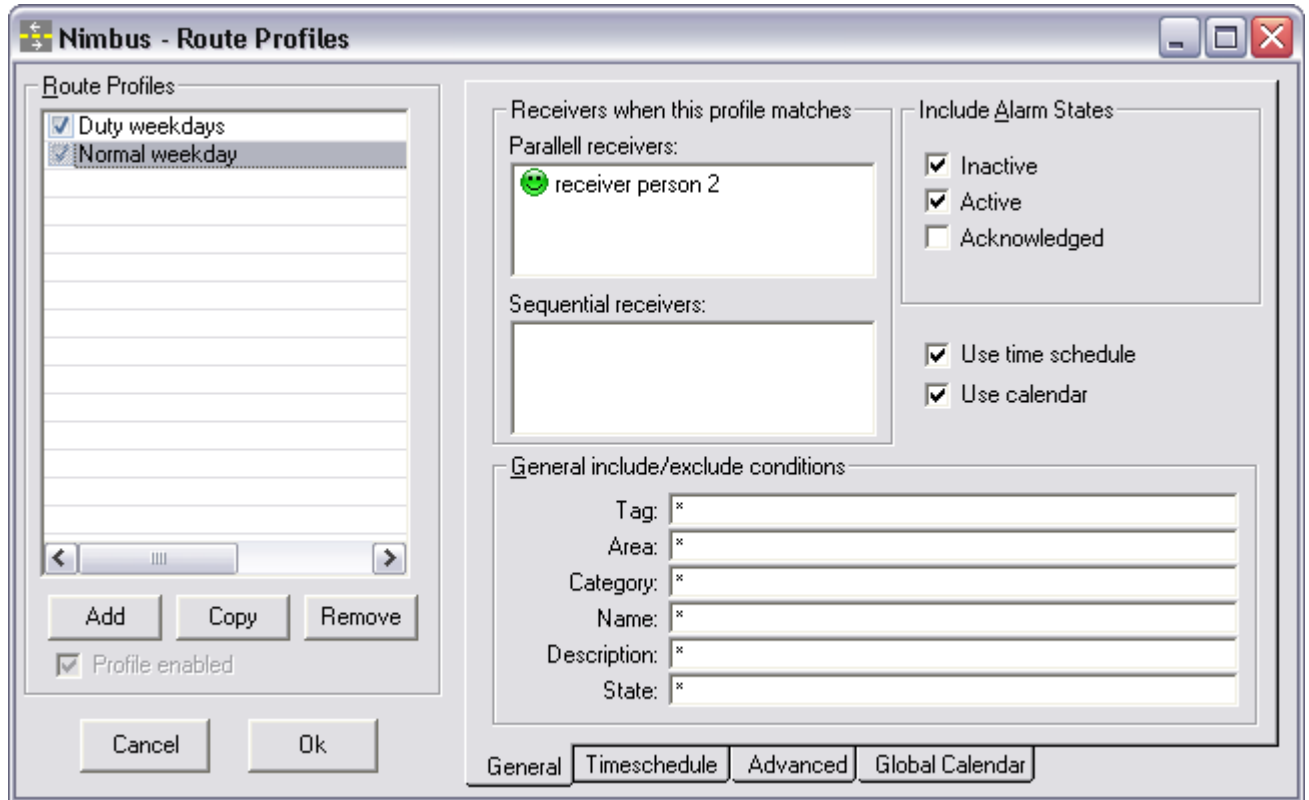 Nimbus - Route Profiles
Route Profiles
Duty weekdays
Normal weekday
Add Copy Remove
Profile enabled
Cancel Ok
Receivers when this profile matches
Parallell receivers:
receiver person 2
Sequential receivers:
Include Alarm States
Inactive
Active
Acknowledged
Use time schedule
Use calendar
General include/exclude conditions
Tag: *
Area: *
Category: *
Name: *
Description: *
State: *
General Timeschedule Advanced Global Calendar